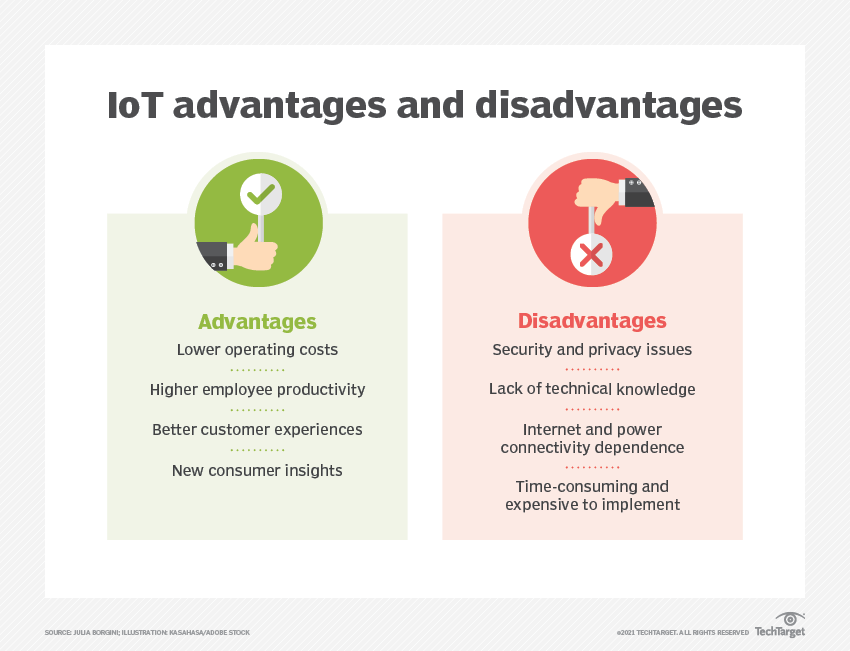 IoT advantages and disadvantages
Advantages
Lower operating costs
Higher employee productivity
Better customer experiences
New consumer insights
Disadvantages
Security and privacy issues
Lack of technical knowledge
Internet and power
connectivity dependence
Time-consuming and
expensive to implement
SOURCE: JULIA BORGINI; ILLUSTRATION: KASAHASA/ADOBE STOCK
©2021 TECHTARGET. ALL RIGHTS RESERVED
TechTarget